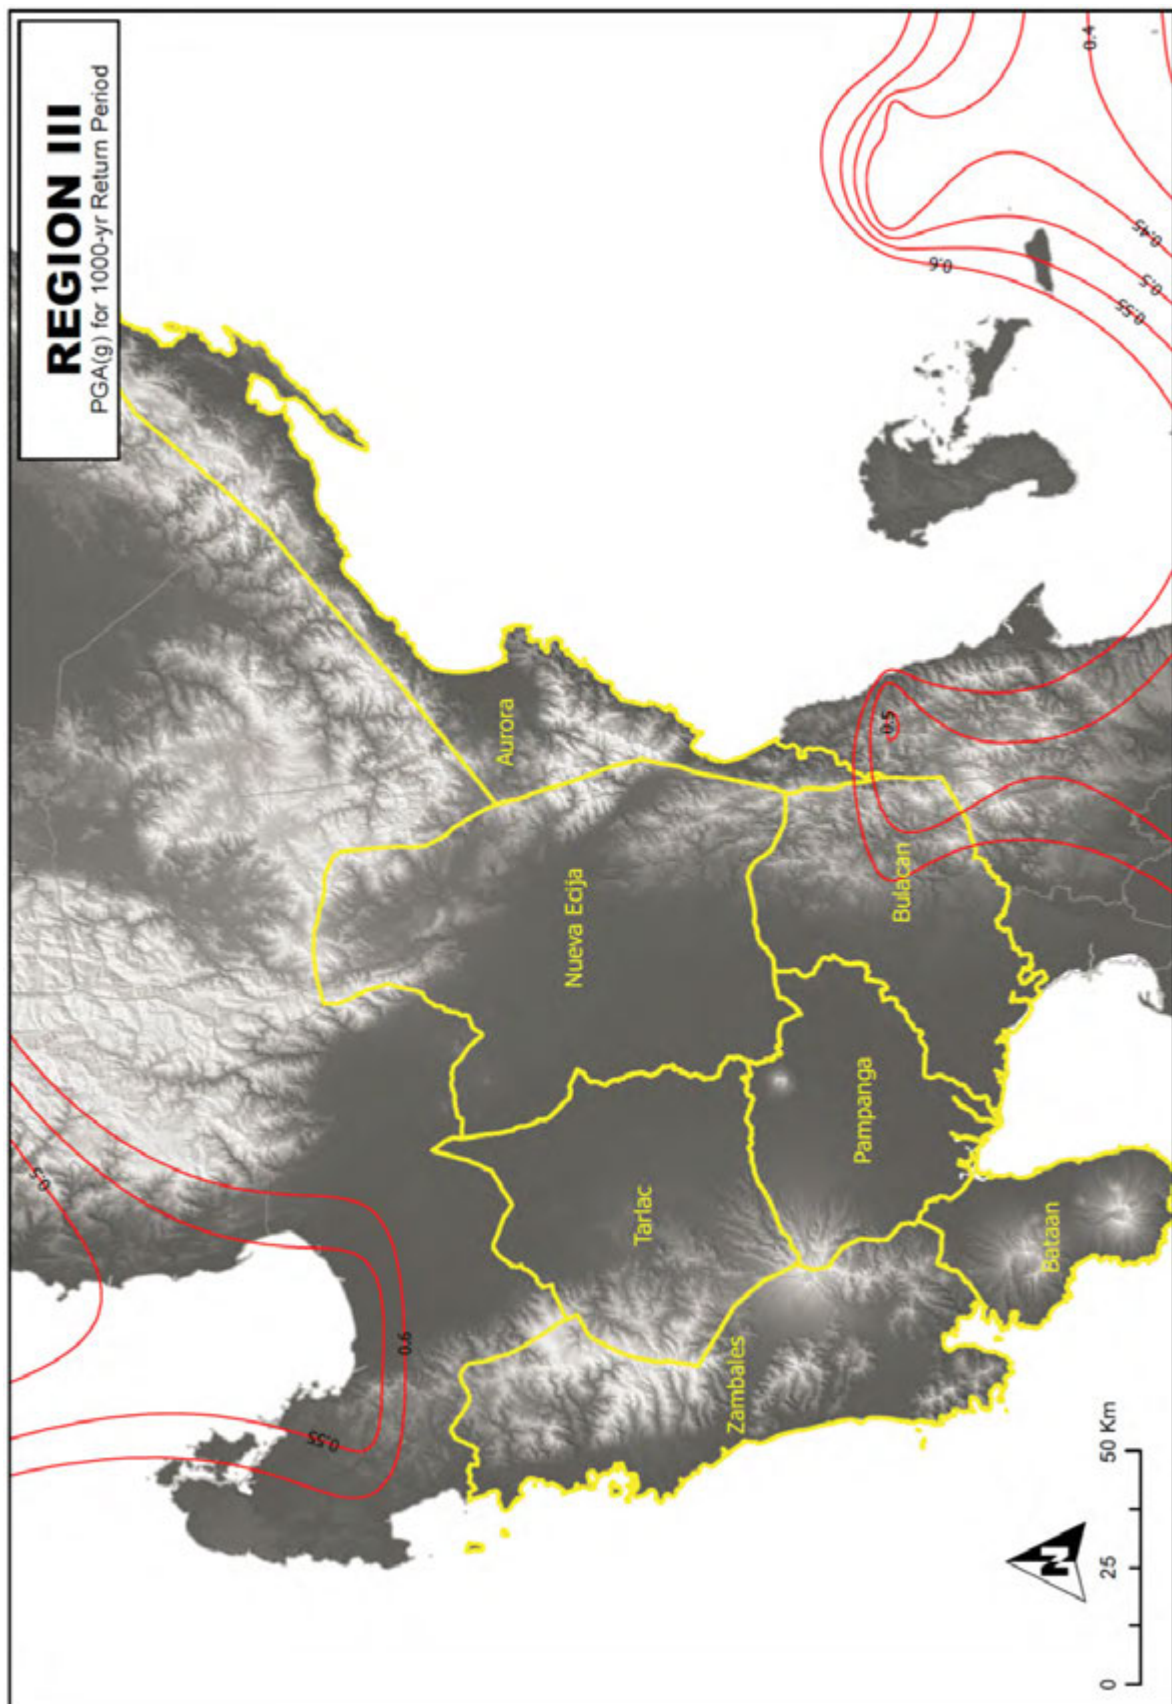 REGION III
PGA(g) for 1000-yr Return Period
0.4
0.45
0.5
0.55
0.6
0.5
0.5
0.6
0.55
Aurora
Nueva Ecija
Bulacan
Pampanga
Tarlac
Bataan
Zambales
N
0 25 50 Km